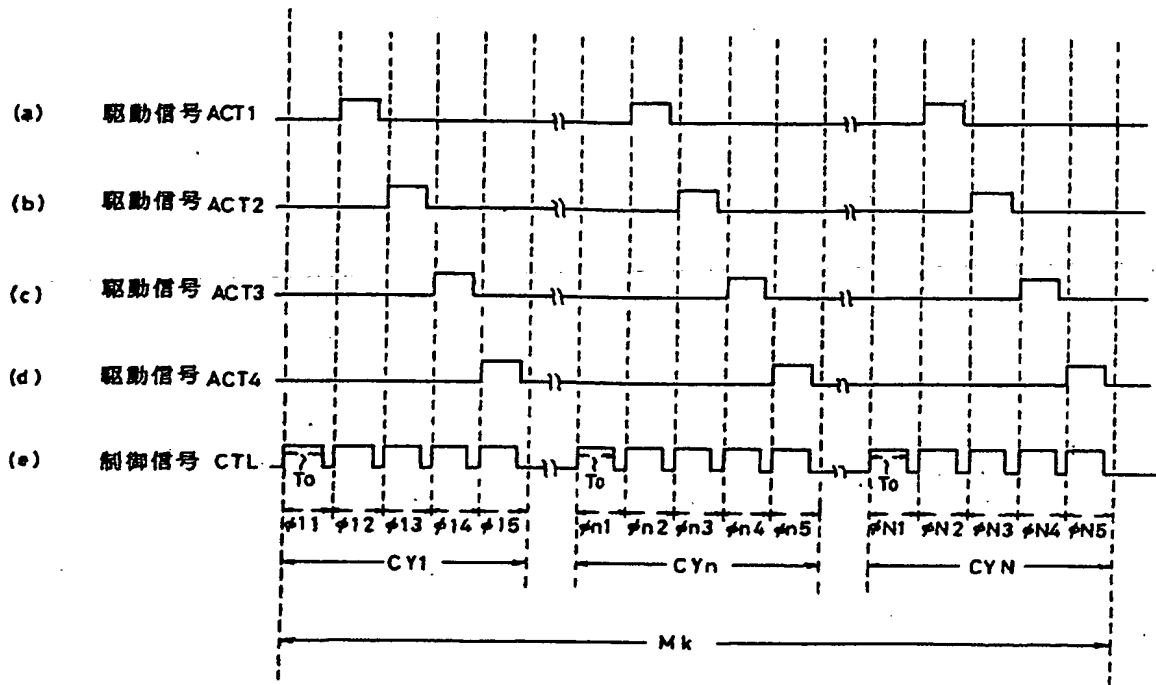 (a) 駆動信号 ACT1
(b) 駆動信号 ACT2
(c) 駆動信号 ACT3
(d) 駆動信号 ACT4
(e) 制御信号 CTL
To To To
φ11 φ12 φ13 φ14 φ15 φn1 φn2 φn3 φn4 φn5 φN1 φN2 φN3 φN4 φN5
CY1 CYn CYN
Mk